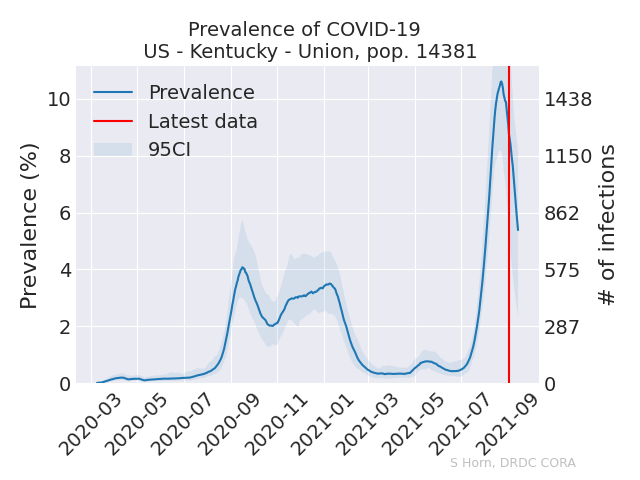 Prevalence of COVID-19
US - Kentucky - Union, pop. 14381
Prevalence
Latest data
95CI
Prevalence (%)
10
8
6
4
2
0
1438
1150
862
575
287
0
# of infections
2020-03
2020-05
2020-07
2020-09
2020-11
2021-01
2021-03
2021-05
2021-07
2021-09
S Horn, DRDC CORA